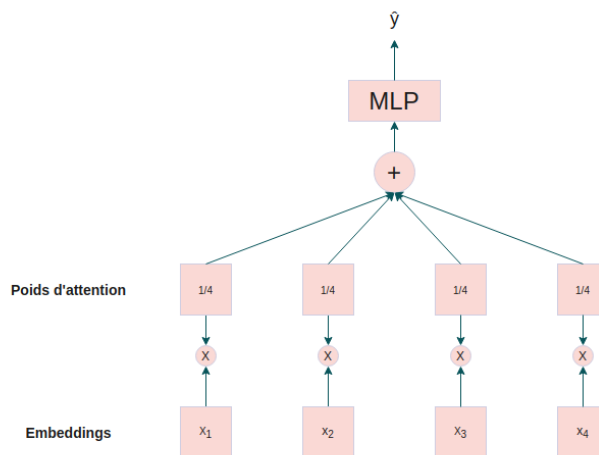 ŷ
MLP
+
Poids d'attention 1/4 1/4 1/4 1/4
X X X X
Embeddings X₁ x₂ X₃ x₄